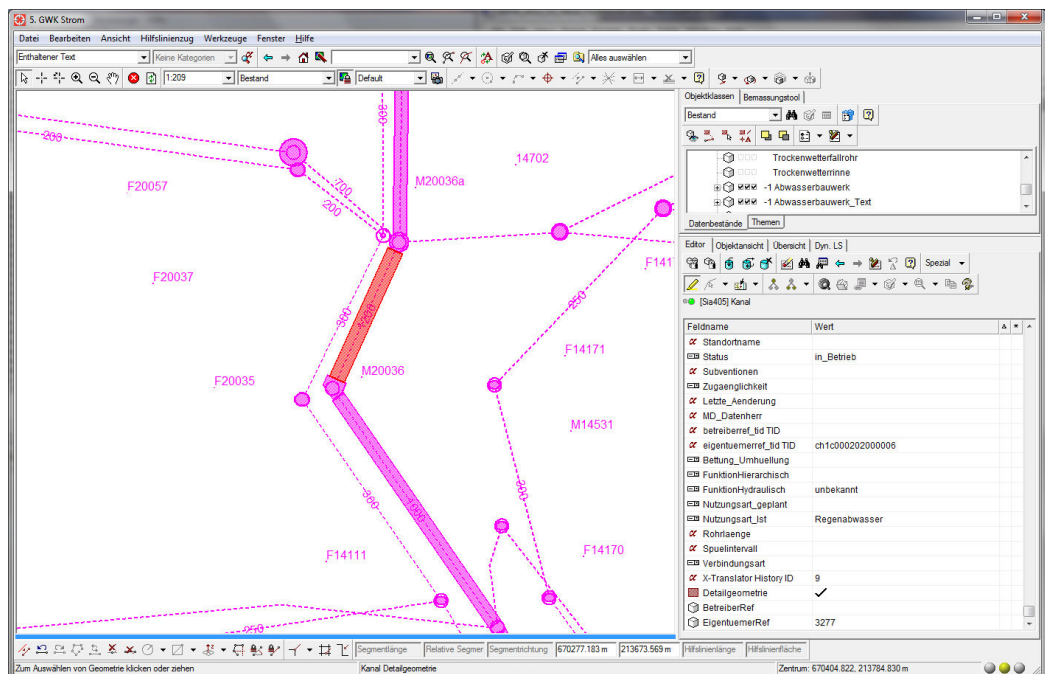 5. GWK Strom
Datei Bearbeiten Ansicht Hilfslinienzug Werkzeuge Fenster Hilfe
Enthaltener Text Keine Kategorien Alles auswählen
1:209 Bestand Default
300
200
700
200
F20057
M20036a
14702
F20037
F141
250
300
1200
F14171
F20035
M20036
M14531
300
300
1000
F14111
F14170
250
Objektklassen Bemassungstool
Bestand
Trockenwetterfallrohr
Trockenwetterrinne
-1 Abwasserbauwerk
-1 Abwasserbauwerk_Text
Datenbestände Themen
Editor Objektansicht Übersicht Dyn. LS
Spezial
[Sia405] Kanal
Feldname Wert
Standortname
Status in_Betrieb
Subventionen
Zugaenglichkeit
Letzte_Aenderung
MD_Datenherr
betreiberref_tid TID
eigentuemerref_tid TID ch1c000202000006
Bettung_Umhuellung
FunktionHierarchisch
FunktionHydraulisch unbekannt
Nutzungsart_geplant
Nutzungsart_Ist Regenabwasser
Rohrlaenge
Spuelintervall
Verbindungsart
X-Translator History ID 9
Detailgeometrie ✓
BetreiberRef
EigentuemerRef 3277
Segmentlänge Relative Segmer Segmentrichtung 670277.183 m 213673.569 m Hilfslinienlänge Hilfslinienfläche
Zum Auswählen von Geometrie klicken oder ziehen Kanal Detailgeometrie Zentrum: 670404.822, 213784.830 m